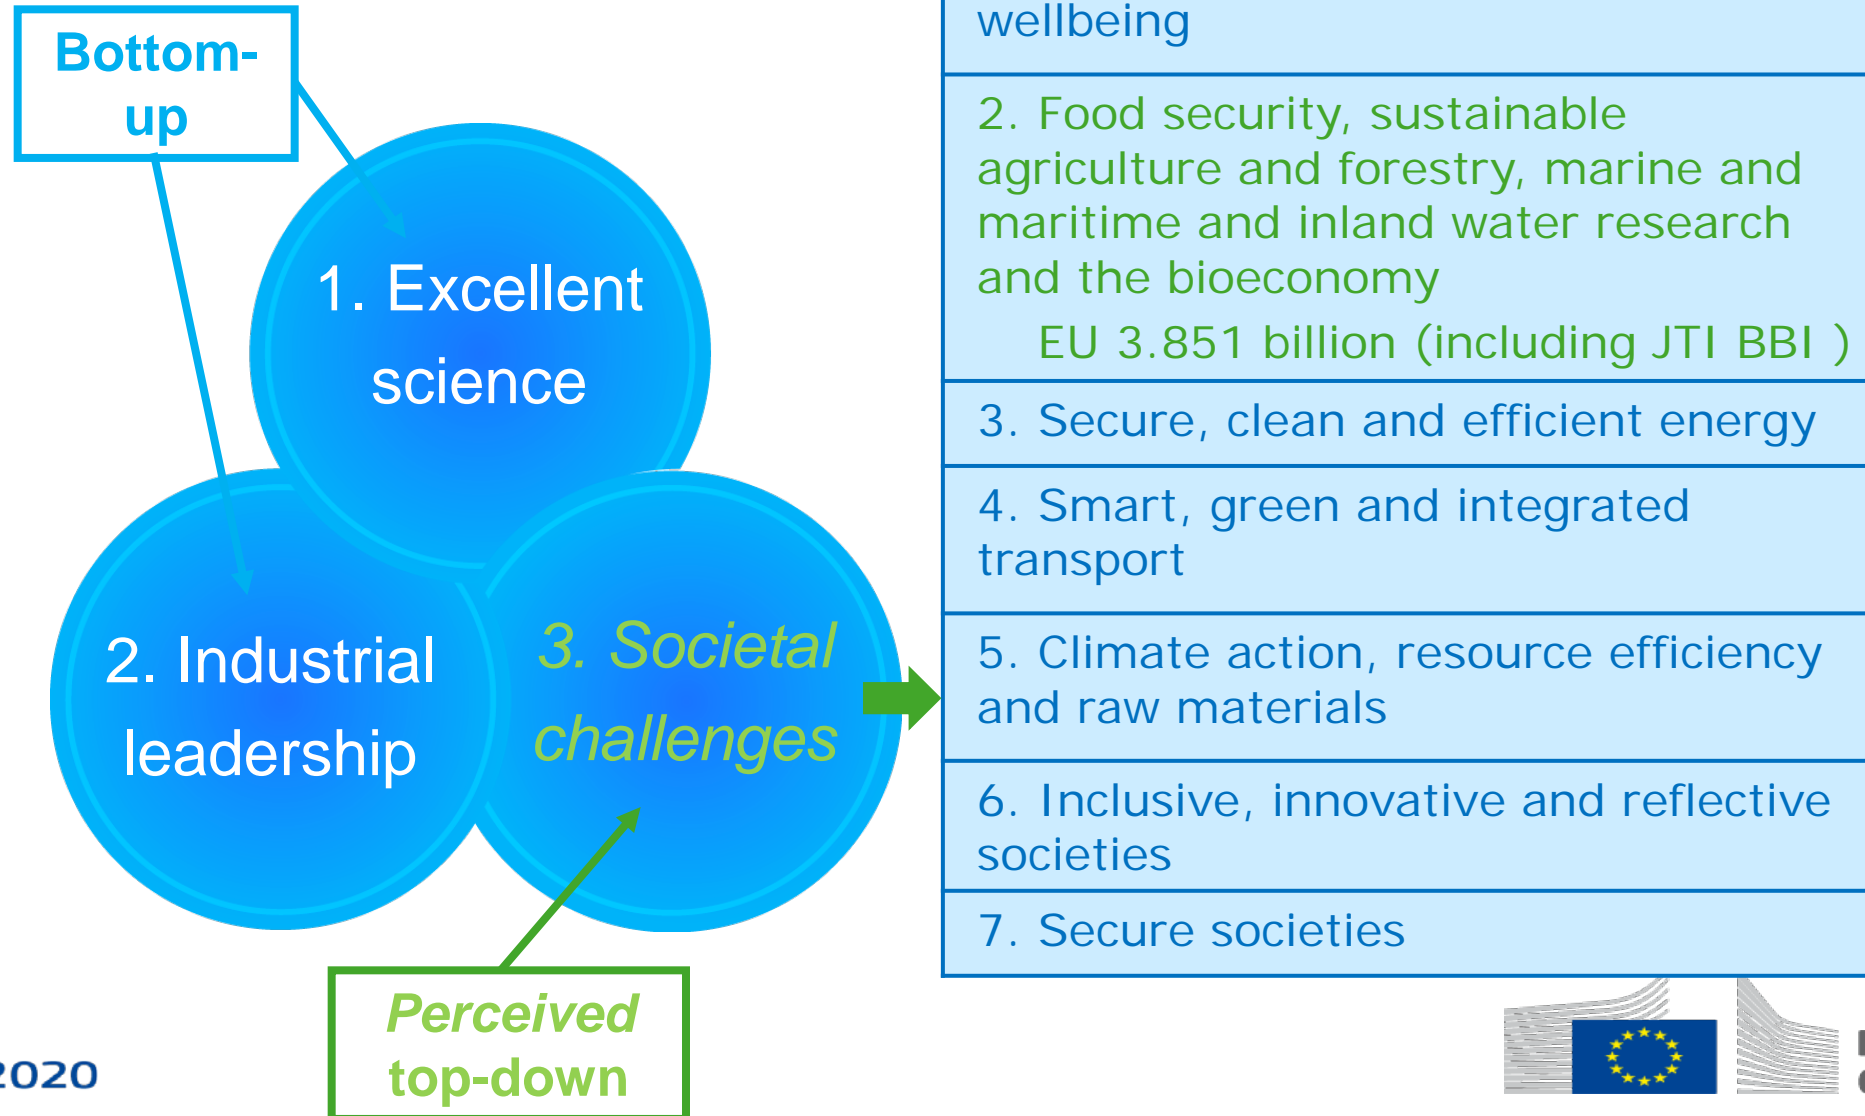 Bottom-
up
1. Excellent
science
2. Industrial
leadership
3. Societal
challenges
Perceived
top-down
wellbeing
2. Food security, sustainable
agriculture and forestry, marine and
maritime and inland water research
and the bioeconomy
EU 3.851 billion (including JTI BBI )
3. Secure, clean and efficient energy
4. Smart, green and integrated
transport
5. Climate action, resource efficiency
and raw materials
6. Inclusive, innovative and reflective
societies
7. Secure societies
2020